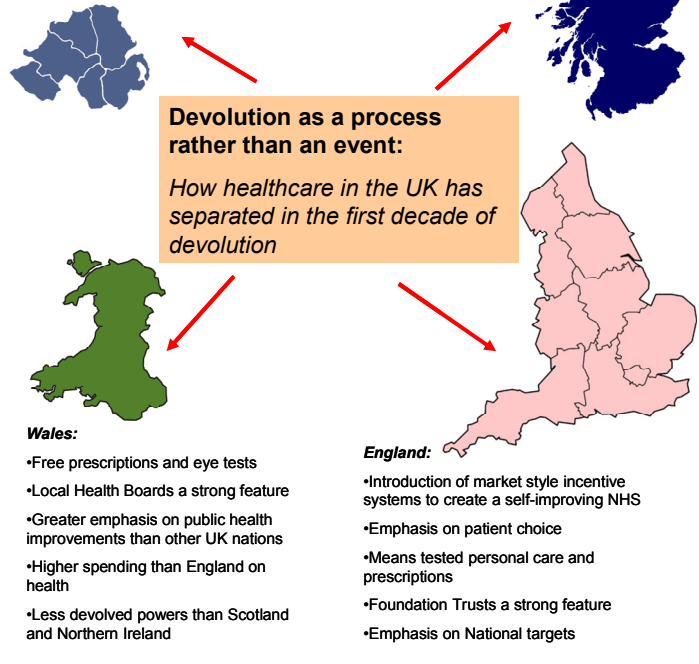 Devolution as a process
rather than an event:
How healthcare in the UK has
separated in the first decade of
devolution
Wales:
•Free prescriptions and eye tests
•Local Health Boards a strong feature
•Greater emphasis on public health
improvements than other UK nations
•Higher spending than England on
health
•Less devolved powers than Scotland
and Northern Ireland
England:
•Introduction of market style incentive
systems to create a self-improving NHS
•Emphasis on patient choice
•Means tested personal care and
prescriptions
•Foundation Trusts a strong feature
•Emphasis on National targets